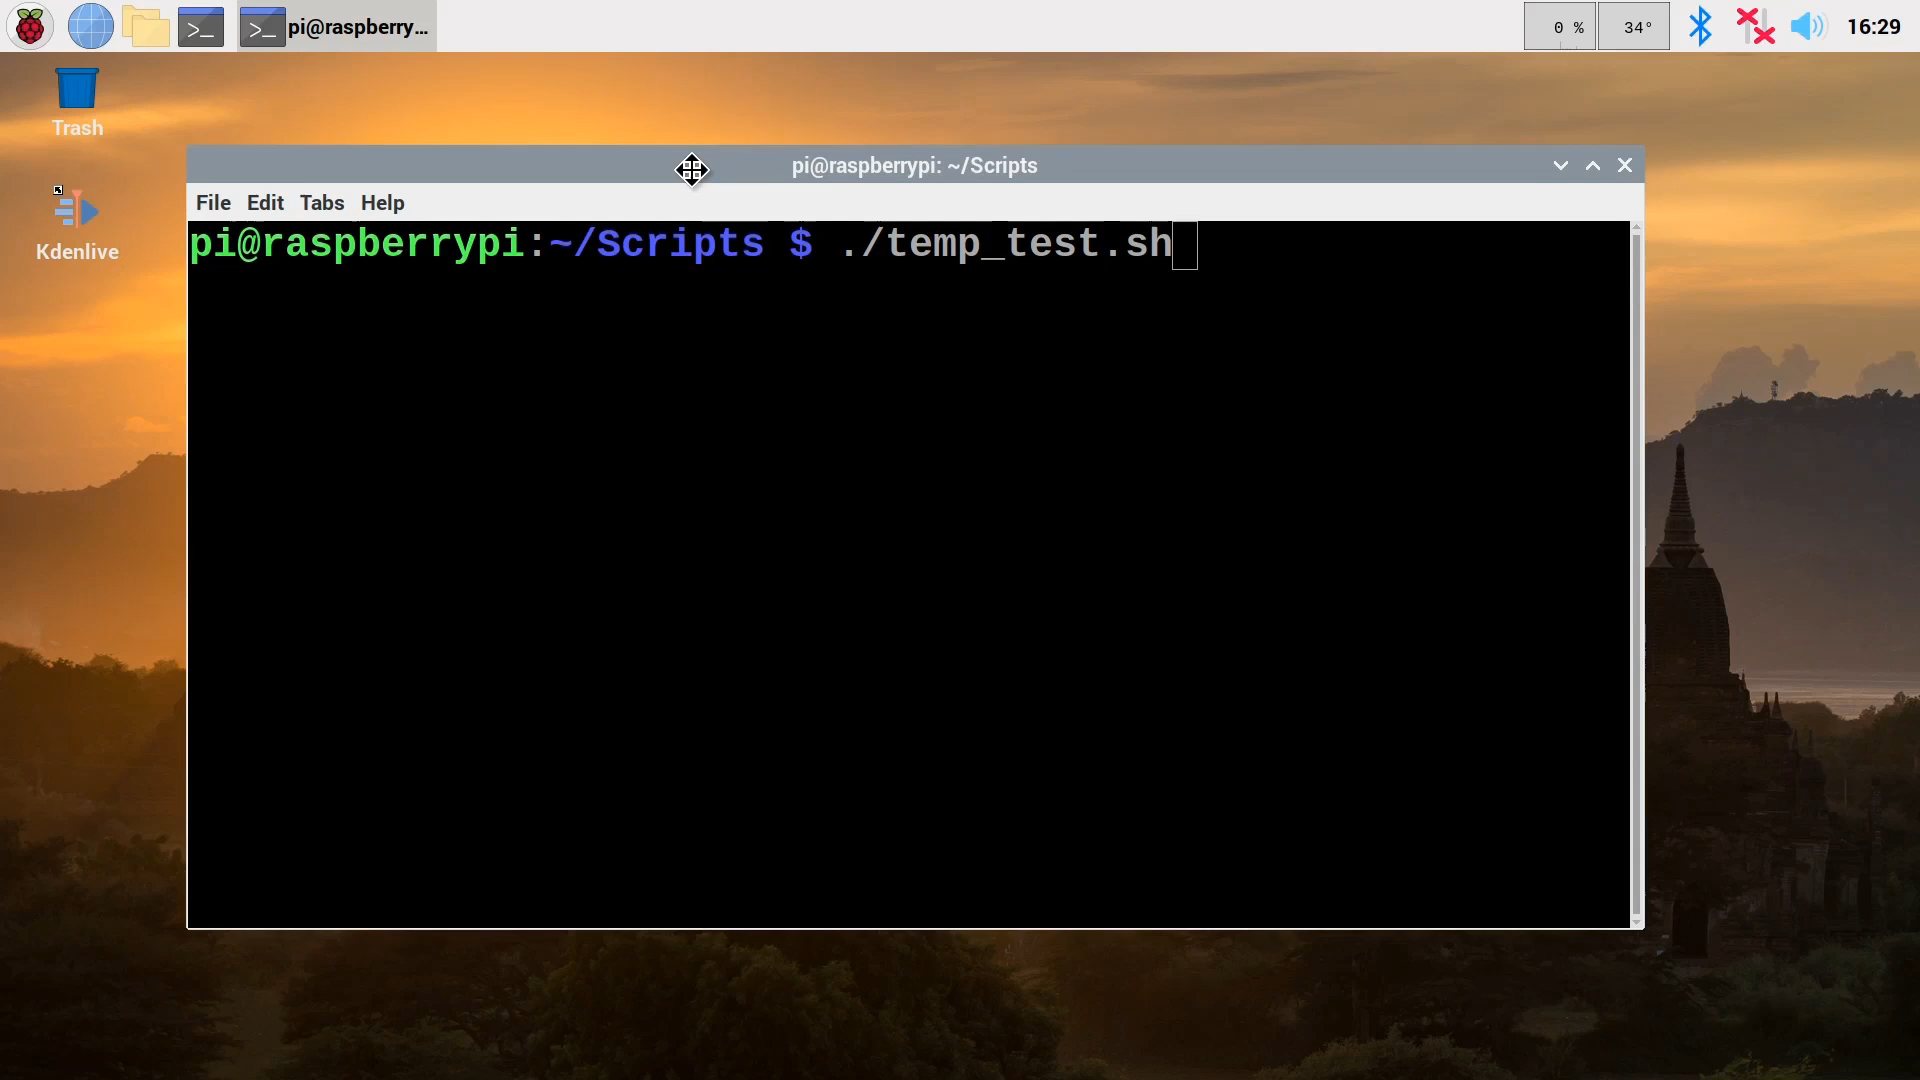 pi@raspberry... 0 % 34° 16:29
Trash
Kdenlive
pi@raspberrypi: ~/Scripts
File Edit Tabs Help
pi@raspberrypi:~/Scripts $ ./temp_test.sh